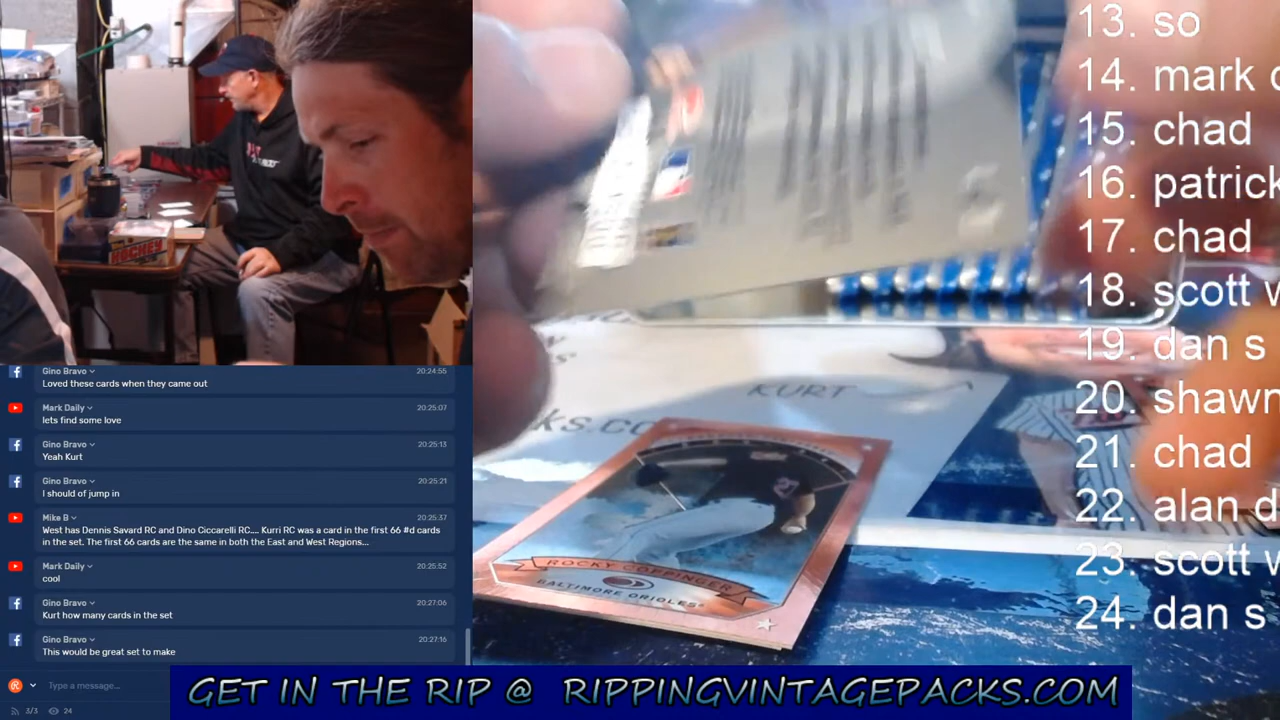 HOCKEY
Gino Bravo 20:24:55
Loved these cards when they came out
Mark Daily 20:25:07
lets find some love
Gino Bravo 20:25:13
Yeah Kurt
Gino Bravo 20:25:21
I should of jump in
Mike B 20:25:37
West has Dennis Savard RC and Dino Ciccarelli RC.... Kurri RC was a card in the first 66 #d cards
in the set. The first 66 cards are the same in both the East and West Regions...
Mark Daily 20:25:52
cool
Gino Bravo 20:27:06
Kurt how many cards in the set
Gino Bravo 20:27:16
This would be great set to make
Type a message...
3/3 24
KURT
KS.CO
ROCKY COPPINGER
BALTIMORE ORIOLES
13. so
14. mark
15. chad
16. patrick
17. chad
18. scott w
19. dan s
20. shawn
21. chad
22. alan d
23. scott w
24. dan s
GET IN THE RIP @ RIPPINGVINTAGEPACKS.COM